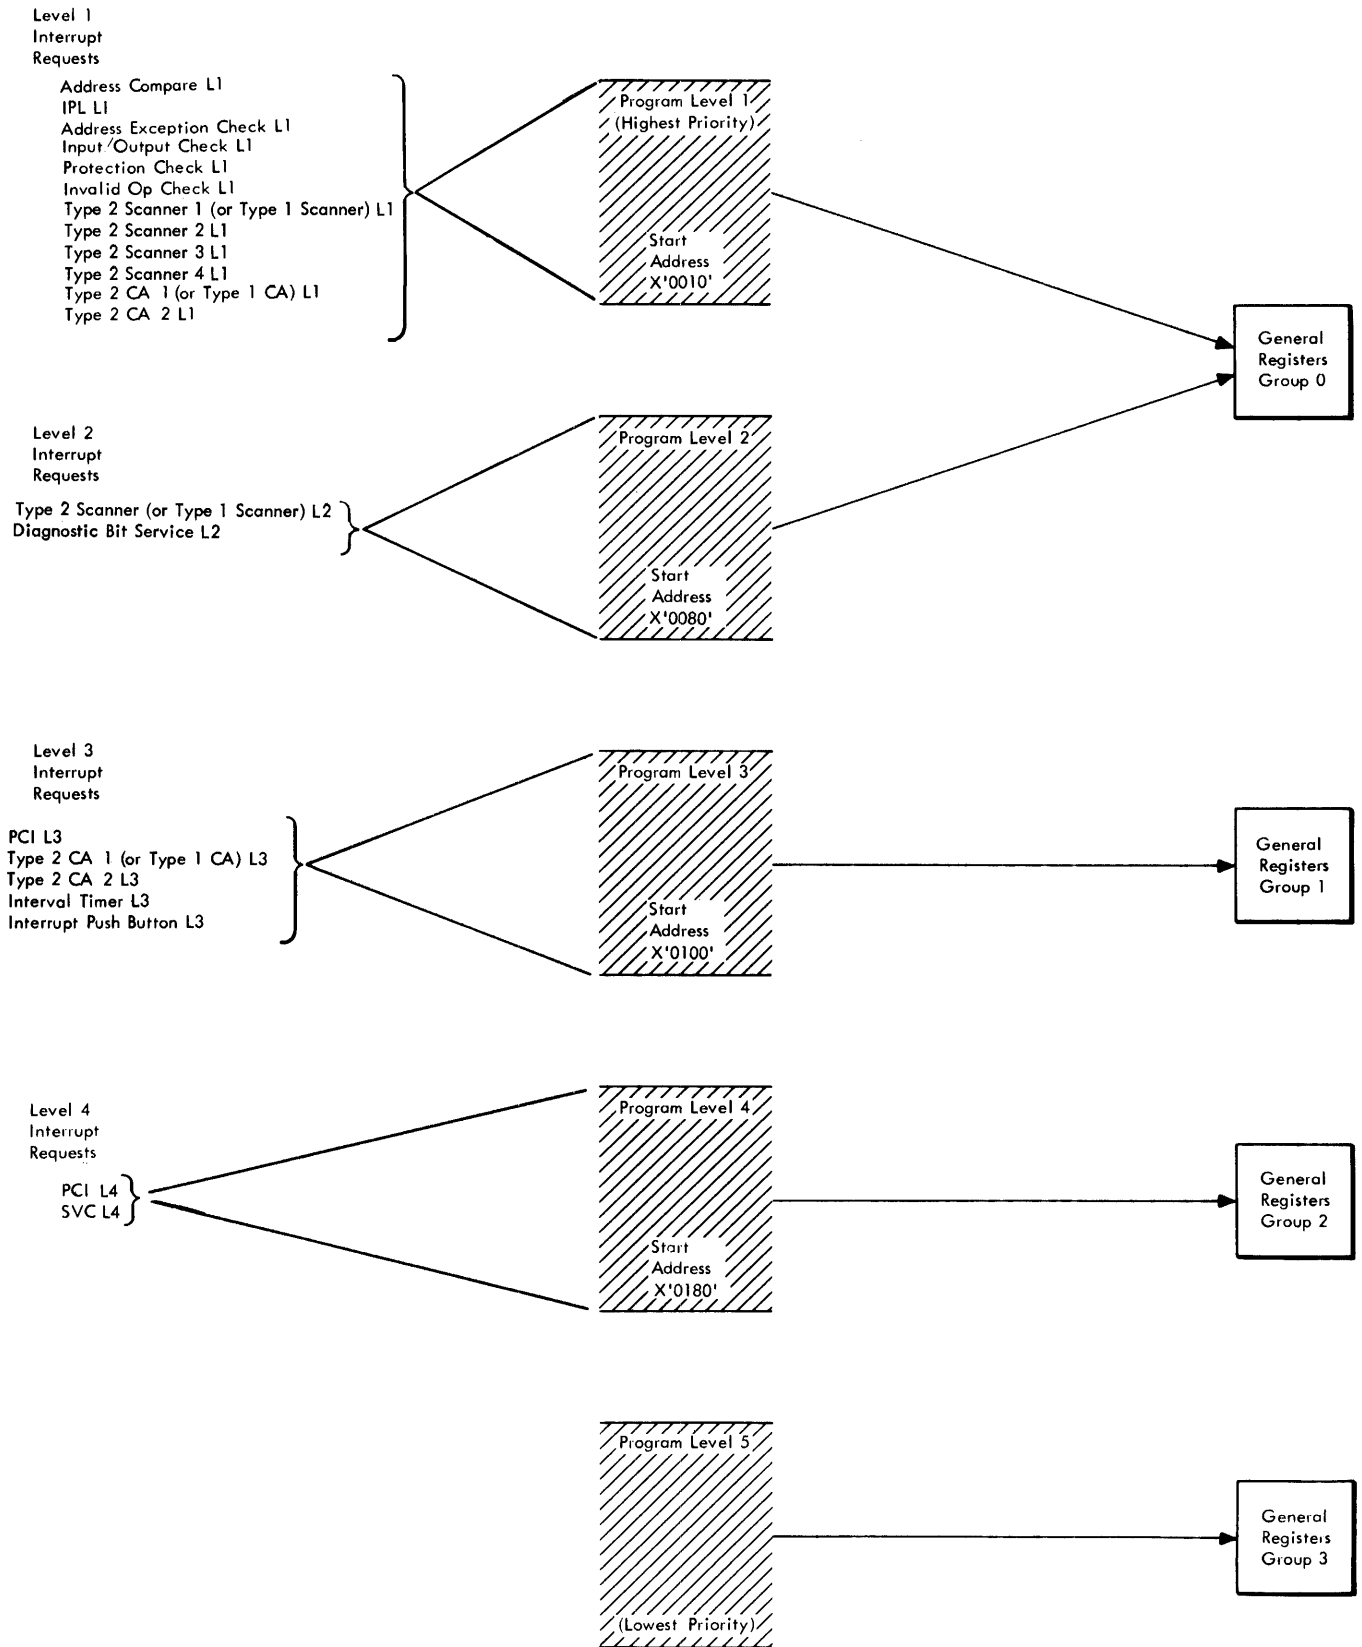 Level 1
Interrupt
Requests
Address Compare L1
IPL L1
Address Exception Check L1
Input/Output Check L1
Protection Check L1
Invalid Op Check L1
Type 2 Scanner 1 (or Type 1 Scanner) L1
Type 2 Scanner 2 L1
Type 2 Scanner 3 L1
Type 2 Scanner 4 L1
Type 2 CA 1 (or Type 1 CA) L1
Type 2 CA 2 L1
Program Level 1
(Highest Priority)
Start
Address
X'0010'
General
Registers
Group 0
Level 2
Interrupt
Requests
Type 2 Scanner (or Type 1 Scanner) L2
Diagnostic Bit Service L2
Program Level 2
Start
Address
X'0080'
Level 3
Interrupt
Requests
PCI L3
Type 2 CA 1 (or Type 1 CA) L3
Type 2 CA 2 L3
Interval Timer L3
Interrupt Push Button L3
Program Level 3
Start
Address
X'0100'
General
Registers
Group 1
Level 4
Interrupt
Requests
PCI L4
SVC L4
Program Level 4
Start
Address
X'0180'
General
Registers
Group 2
Program Level 5
(Lowest Priority)
General
Registers
Group 3